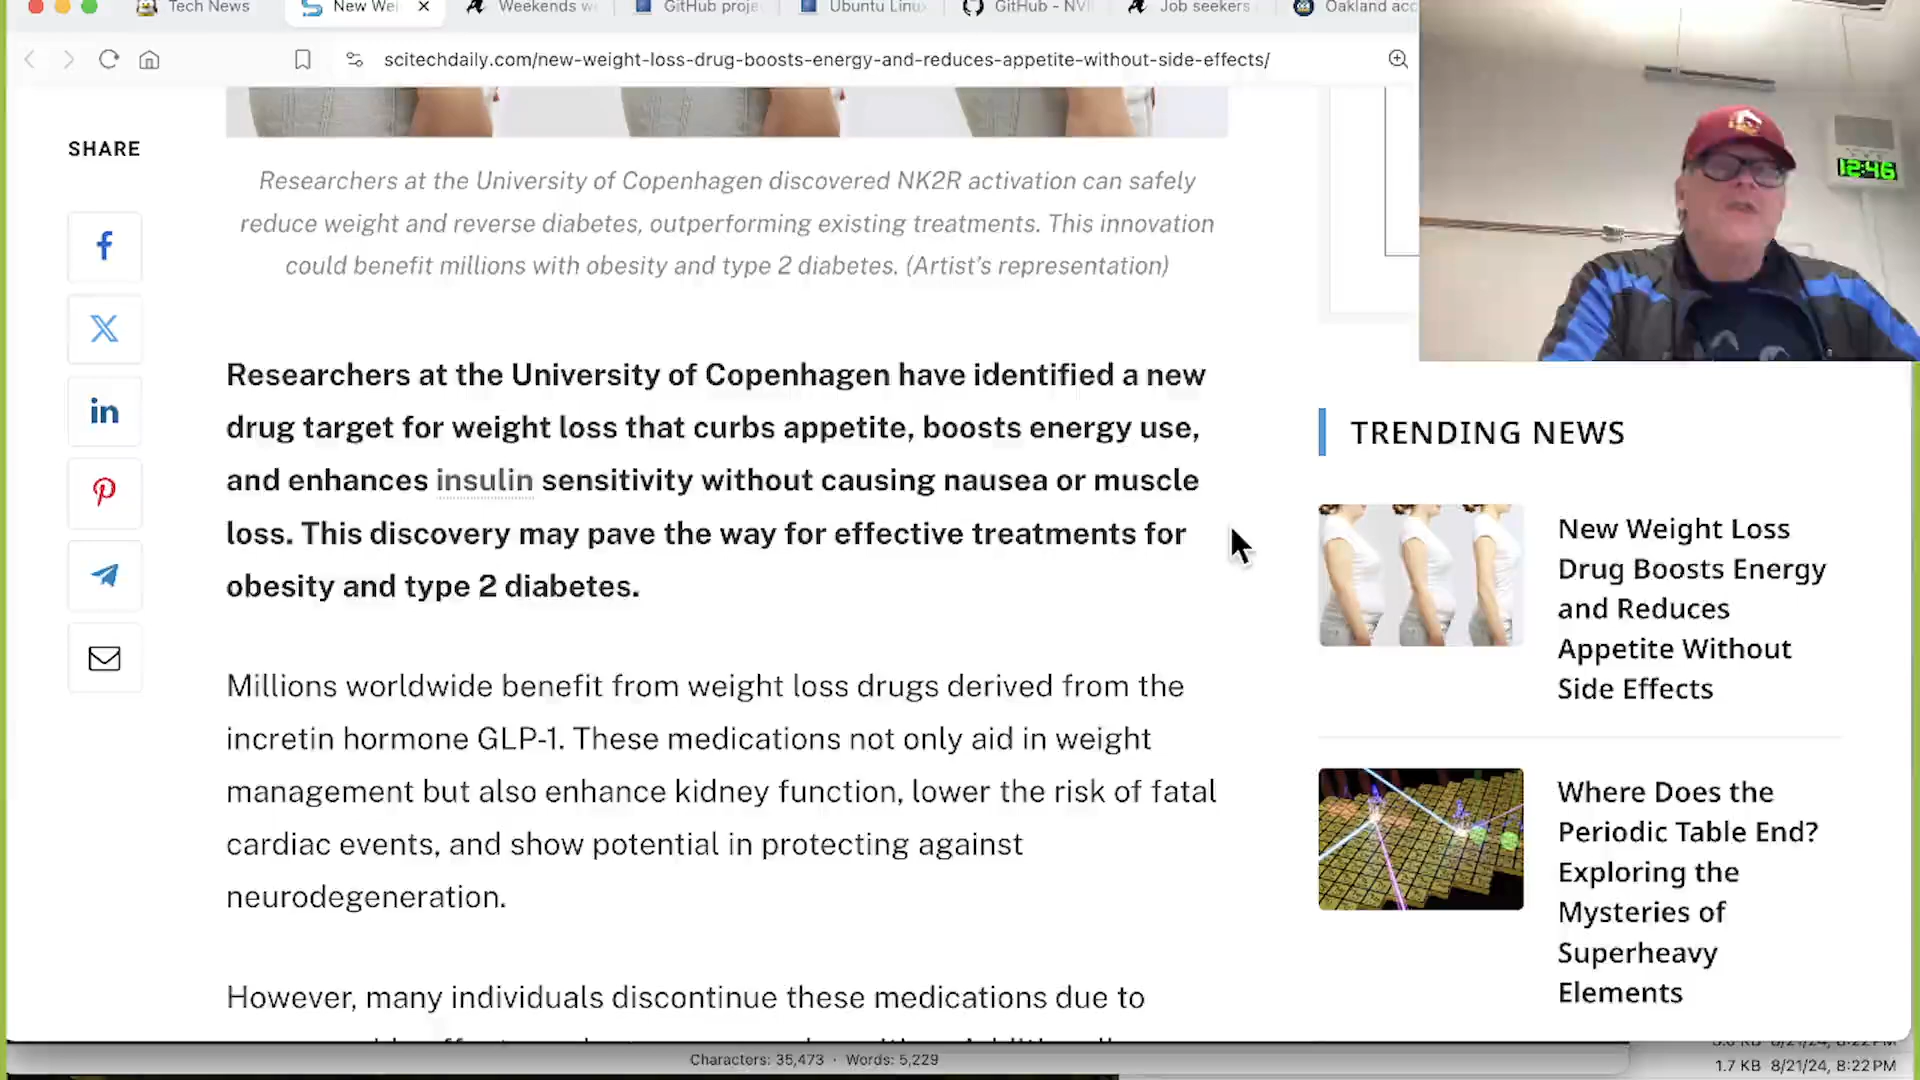 Tech News
New Wei
Weekends w
GitHub proje
Ubuntu Linu
GitHub - NVI
Job seekers
Oakland acc
scitechdaily.com/new-weight-loss-drug-boosts-energy-and-reduces-appetite-without-side-effects/
12:46
SHARE
Researchers at the University of Copenhagen discovered NK2R activation can safely
reduce weight and reverse diabetes, outperforming existing treatments. This innovation
could benefit millions with obesity and type 2 diabetes. (Artist's representation)
Researchers at the University of Copenhagen have identified a new
drug target for weight loss that curbs appetite, boosts energy use,
and enhances insulin sensitivity without causing nausea or muscle
loss. This discovery may pave the way for effective treatments for
obesity and type 2 diabetes.
Millions worldwide benefit from weight loss drugs derived from the
incretin hormone GLP-1. These medications not only aid in weight
management but also enhance kidney function, lower the risk of fatal
cardiac events, and show potential in protecting against
neurodegeneration.
However, many individuals discontinue these medications due to
TRENDING NEWS
New Weight Loss
Drug Boosts Energy
and Reduces
Appetite Without
Side Effects
Where Does the
Periodic Table End?
Exploring the
Mysteries of
Superheavy
Elements
Characters: 35,473 · Words: 5,229
1.7 KB 8/21/24, 8:22 PM